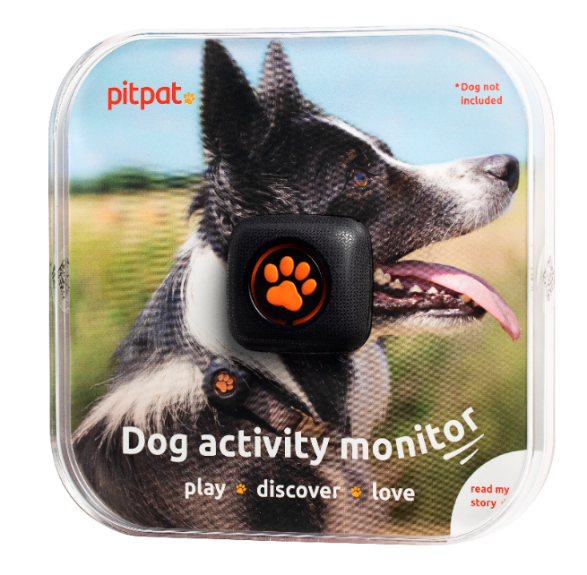 pitpat
*Dog not
included
Dog activity monitor
play discover love
read my
story